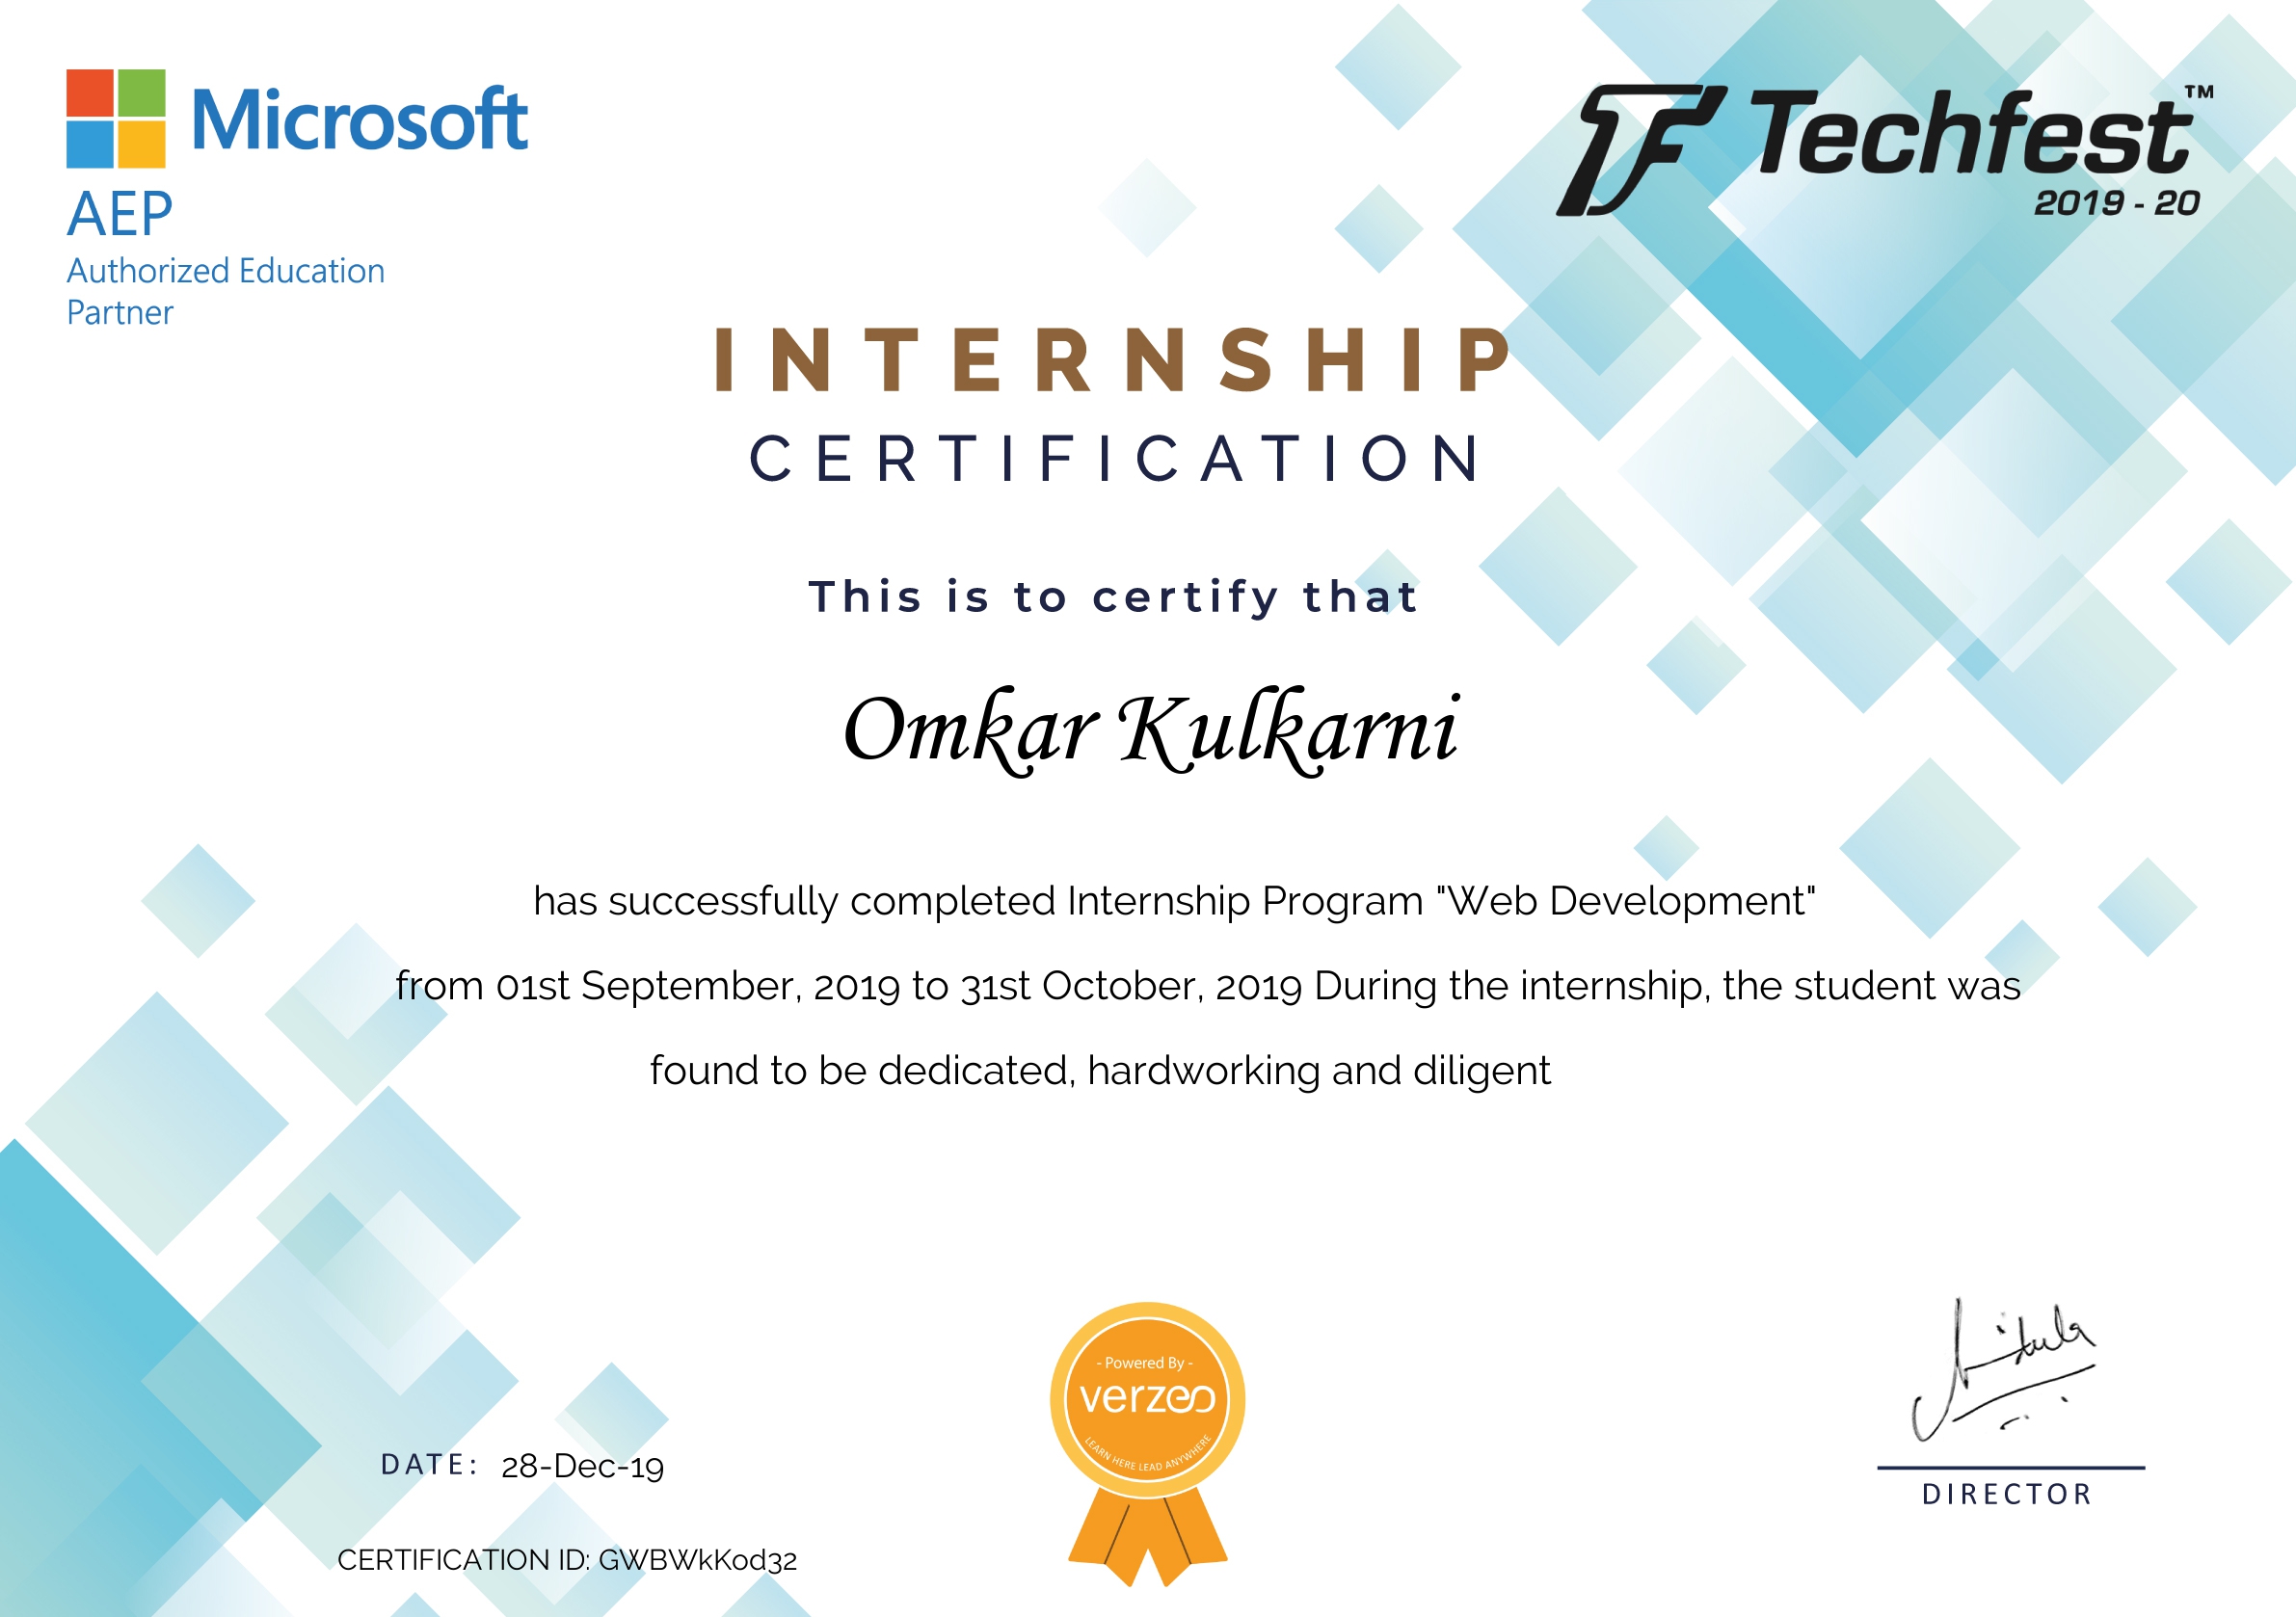 Microsoft
AEP
Authorized Education
Partner
Techfest™
2019 - 20
INTERNSHIP
CERTIFICATION
This is to certify that
Omkar Kulkarni
has successfully completed Internship Program "Web Development"
from 01st September, 2019 to 31st October, 2019 During the internship, the student was
found to be dedicated, hardworking and diligent
- Powered By -
verzeo
LEARN HERE LEAD ANYWHERE
DATE: 28-Dec-19
DIRECTOR
CERTIFICATION ID: GWBWkKod32